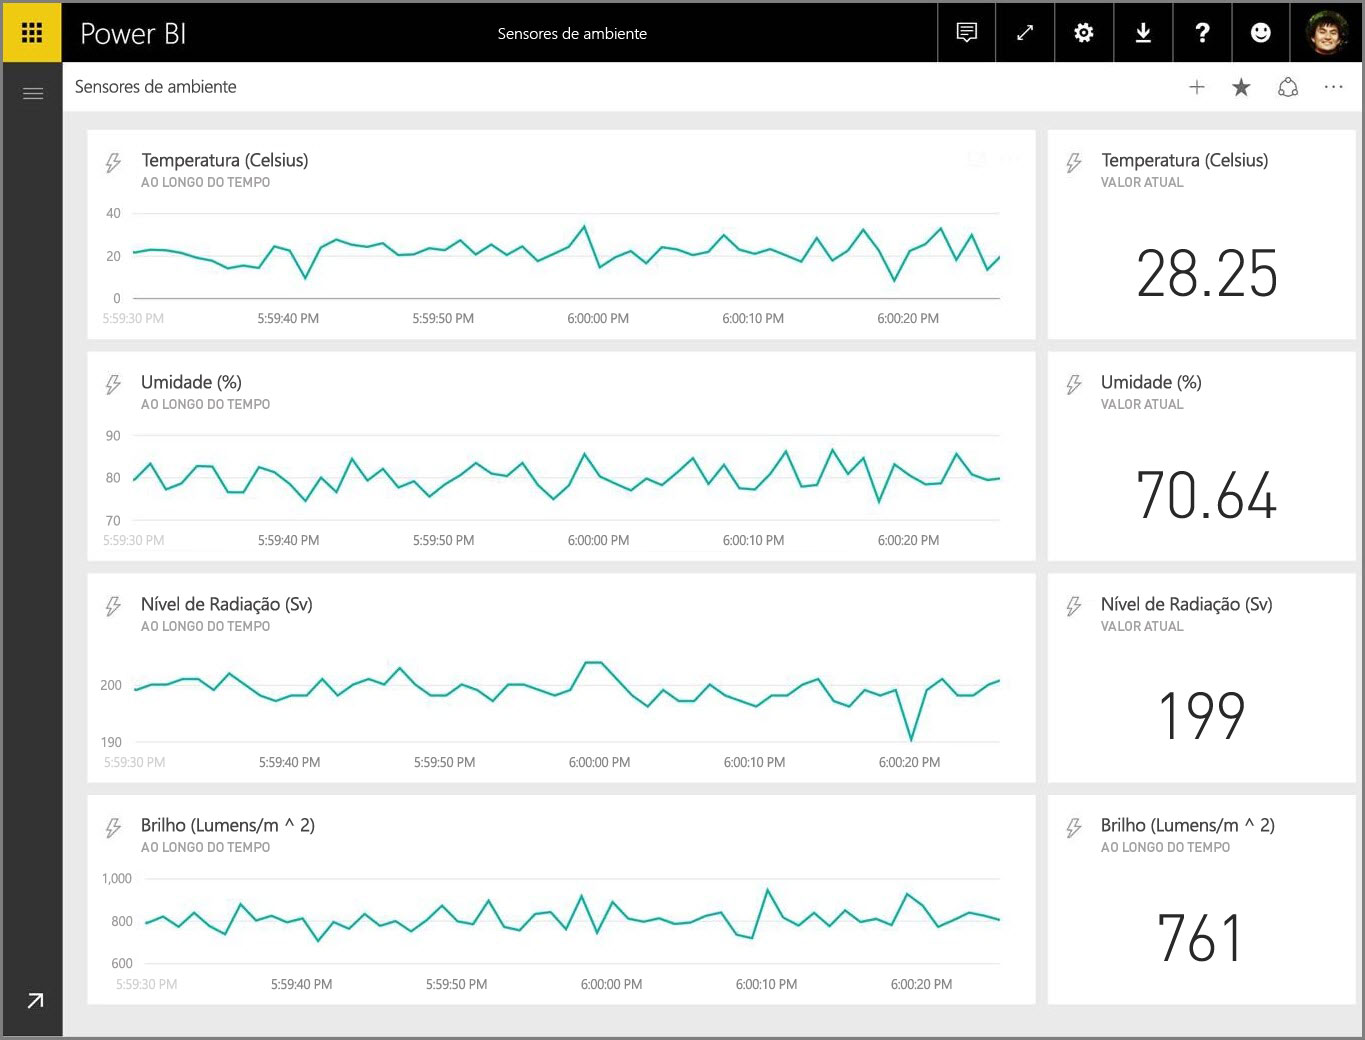 Power BI
Sensores de ambiente
Sensores de ambiente
Temperatura (Celsius)
AO LONGO DO TEMPO
40
20
0
5:59:30 PM 5:59:40 PM 5:59:50 PM 6:00:00 PM 6:00:10 PM 6:00:20 PM
Temperatura (Celsius)
VALOR ATUAL
28.25
Umidade (%)
AO LONGO DO TEMPO
90
80
70
5:59:30 PM 5:59:40 PM 5:59:50 PM 6:00:00 PM 6:00:10 PM 6:00:20 PM
Umidade (%)
VALOR ATUAL
70.64
Nível de Radiação (Sv)
AO LONGO DO TEMPO
200
190
5:59:30 PM 5:59:40 PM 5:59:50 PM 6:00:00 PM 6:00:10 PM 6:00:20 PM
Nível de Radiação (Sv)
VALOR ATUAL
199
Brilho (Lumens/m ^ 2)
AO LONGO DO TEMPO
1,000
800
600
5:59:30 PM 5:59:40 PM 5:59:50 PM 6:00:00 PM 6:00:10 PM 6:00:20 PM
Brilho (Lumens/m ^ 2)
AO LONGO DO TEMPO
761